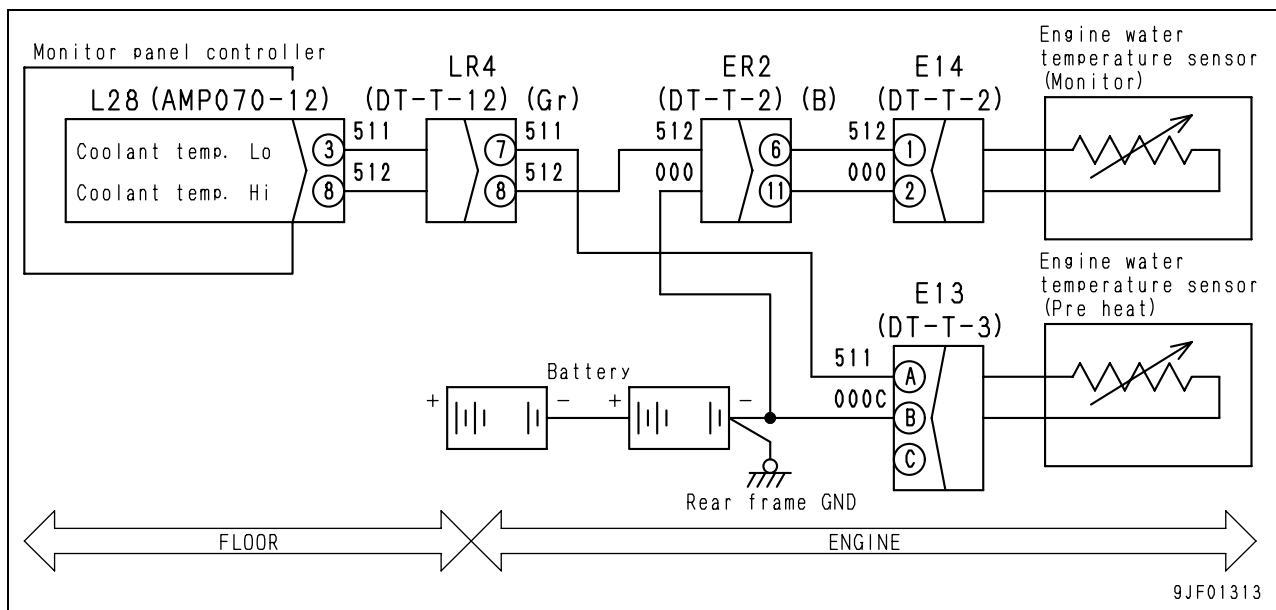 Monitor panel controller
L28 (AMP070-12)
Coolant temp. Lo
Coolant temp. Hi
3
8
511
512
LR4
(DT-T-12) (Gr)
7
8
511
512
ER2
(DT-T-2) (B)
512
000
6
11
E14
(DT-T-2)
512
000
1
2
Engine water
temperature sensor
(Monitor)
Engine water
temperature sensor
(Pre heat)
E13
(DT-T-3)
511
000C
A
B
C
Battery
+ - + -
Rear frame GND
FLOOR
ENGINE
9JF01313